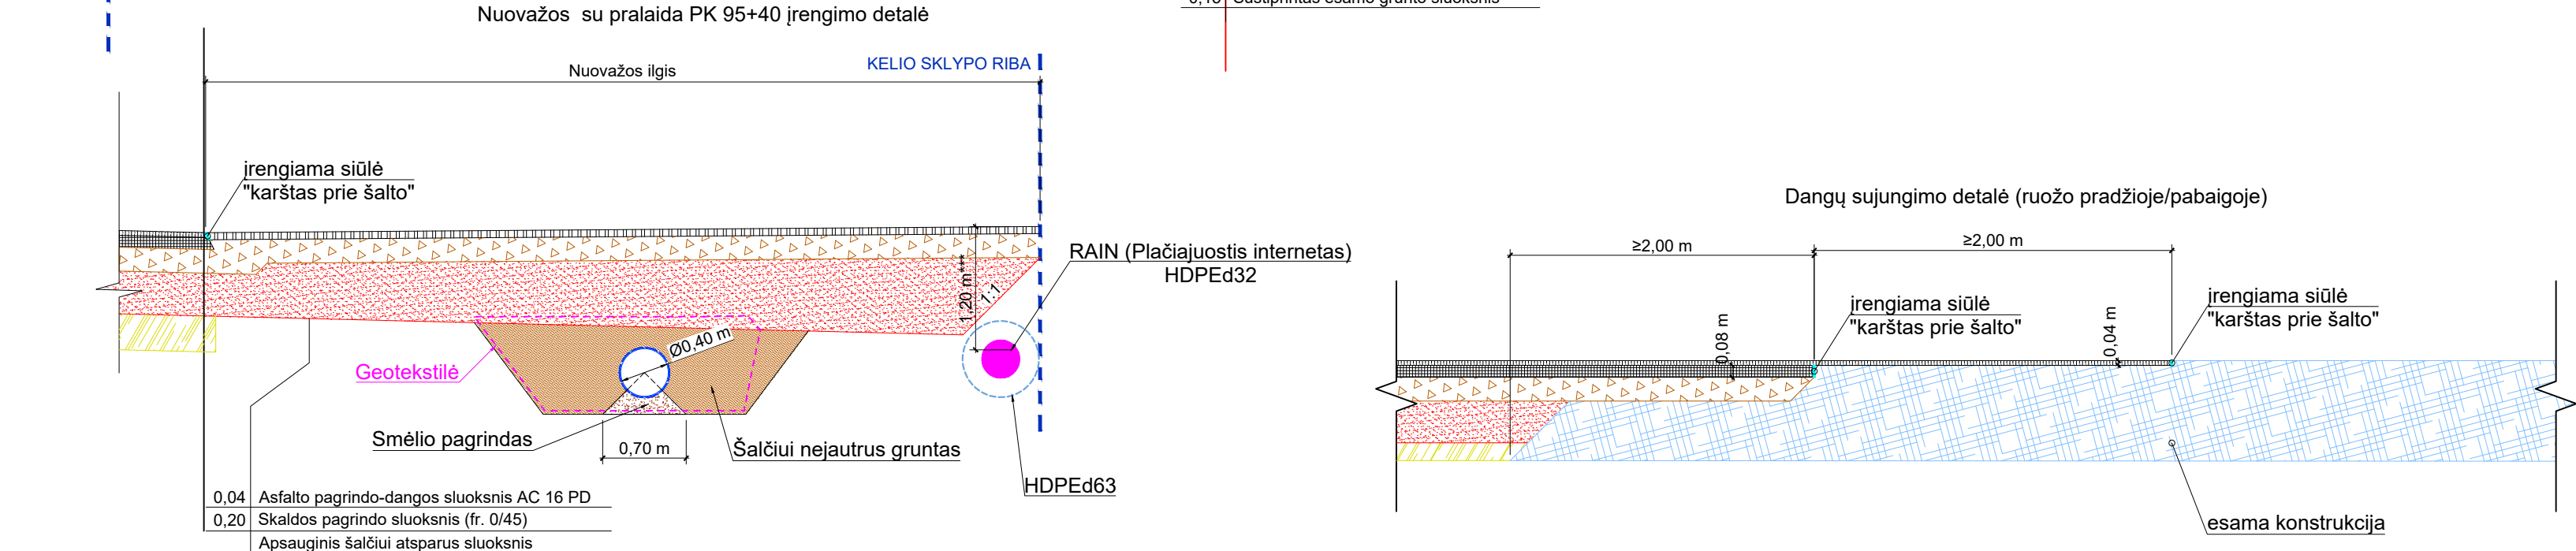 Nuovažos su pralaida PK 95+40 įrengimo detalė
Nuovažos ilgis
KELIO SKLYPO RIBA
įrengiama siūlė
"karštas prie šalto"
1,20 m***
1:1
RAIN (Plačiajuostis internetas)
HDPEd32
Ø0,40 m
Geotekstilė
Smėlio pagrindas
0,70 m
Šalčiui nejautrus gruntas
HDPEd63
0,04 Asfalto pagrindo-dangos sluoksnis AC 16 PD
0,20 Skaldos pagrindo sluoksnis (fr. 0/45)
Apsauginis šalčiui atsparus sluoksnis
Dangų sujungimo detalė (ruožo pradžioje/pabaigoje)
≥2,00 m
≥2,00 m
įrengiama siūlė
"karštas prie šalto"
įrengiama siūlė
"karštas prie šalto"
0,08 m
0,04 m
esama konstrukcija